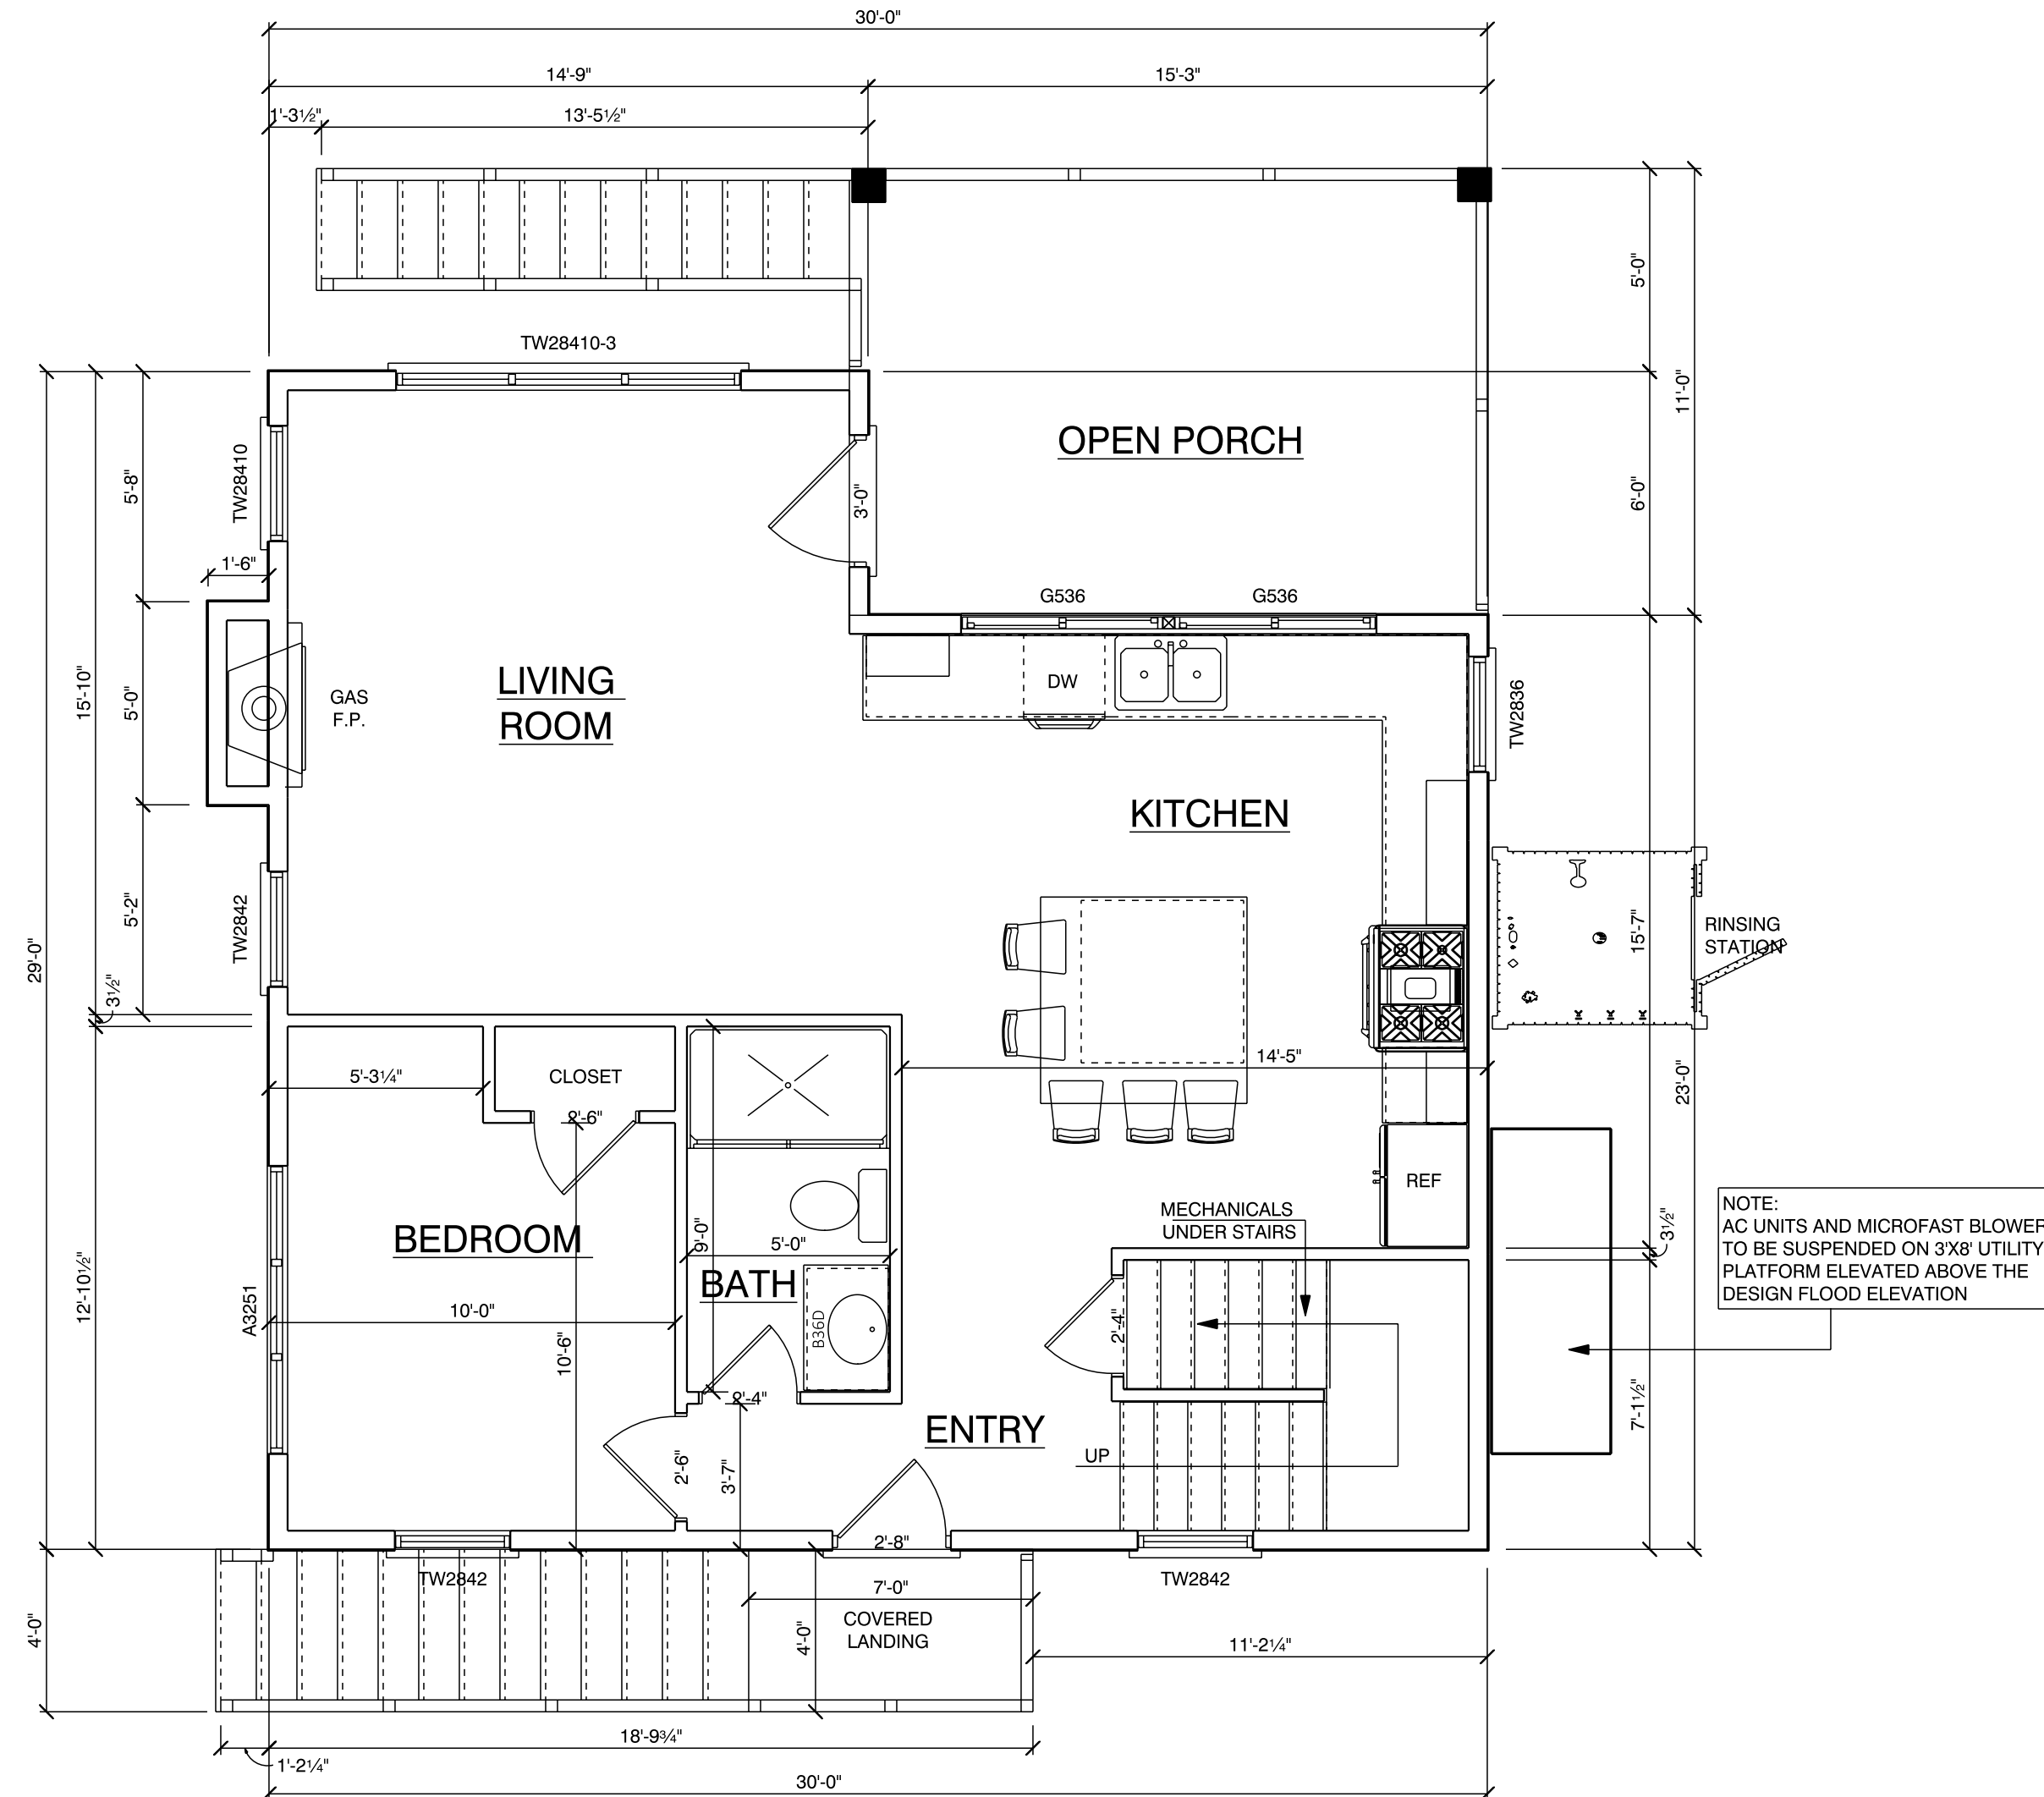 30'-0"
14'-9"
15'-3"
1'-3½"
13'-5½"
5'-0"
TW28410-3
11'-0"
OPEN PORCH
TW28410
5'-8"
3'-0"
6'-0"
1'-6"
G536
G536
LIVING
ROOM
GAS
F.P.
15'-10"
5'-0"
DW
TW2836
KITCHEN
5'-2"
TW2842
29'-0"
3½"
15'-7"
RINSING
STATION
14'-5"
23'-0"
5'-3¼"
CLOSET
2'-6"
REF
MECHANICALS
UNDER STAIRS
NOTE:
AC UNITS AND MICROFAST BLOWER
TO BE SUSPENDED ON 3'X8' UTILITY
PLATFORM ELEVATED ABOVE THE
DESIGN FLOOD ELEVATION
3½"
BEDROOM
9'-0"
5'-0"
BATH
12'-10½"
A3251
10'-0"
10'-6"
B36D
2'-4"
2'-4"
7'-1½"
ENTRY
UP
2'-6"
3'-7"
2'-8"
TW2842
TW2842
7'-0"
COVERED
LANDING
4'-0"
4'-0"
11'-2¼"
18'-9¾"
1'-2¼"
30'-0"